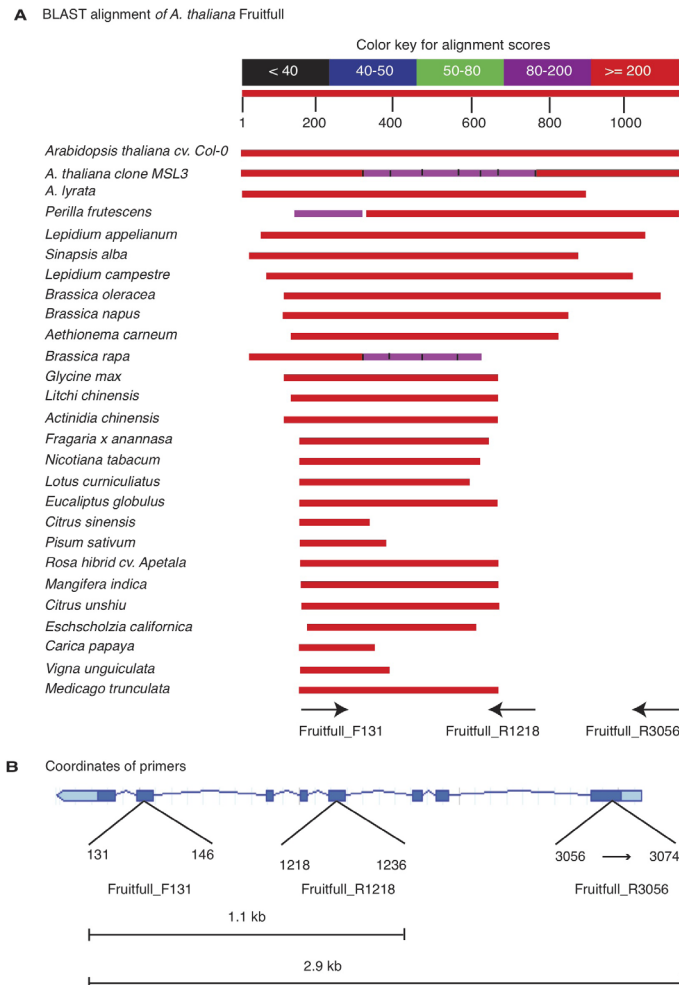 A BLAST alignment of A. thaliana Fruitfull
Color key for alignment scores
< 40 40-50 50-80 80-200 >= 200
1 200 400 600 800 1000
Arabidopsis thaliana cv. Col-0
A. thaliana clone MSL3
A. lyrata
Perilla frutescens
Lepidium appelianum
Sinapsis alba
Lepidium campestre
Brassica oleracea
Brassica napus
Aethionema carneum
Brassica rapa
Glycine max
Litchi chinensis
Actinidia chinensis
Fragaria x anannasa
Nicotiana tabacum
Lotus curniculiatus
Eucaliptus globulus
Citrus sinensis
Pisum sativum
Rosa hibrid cv. Apetala
Mangifera indica
Citrus unshiu
Eschscholzia californica
Carica papaya
Vigna unguiculata
Medicago trunculata
Fruitfull_F131 Fruitfull_R1218 Fruitfull_R3056
B Coordinates of primers
131 146 1218 1236 3056 3074
Fruitfull_F131 Fruitfull_R1218 Fruitfull_R3056
1.1 kb
2.9 kb